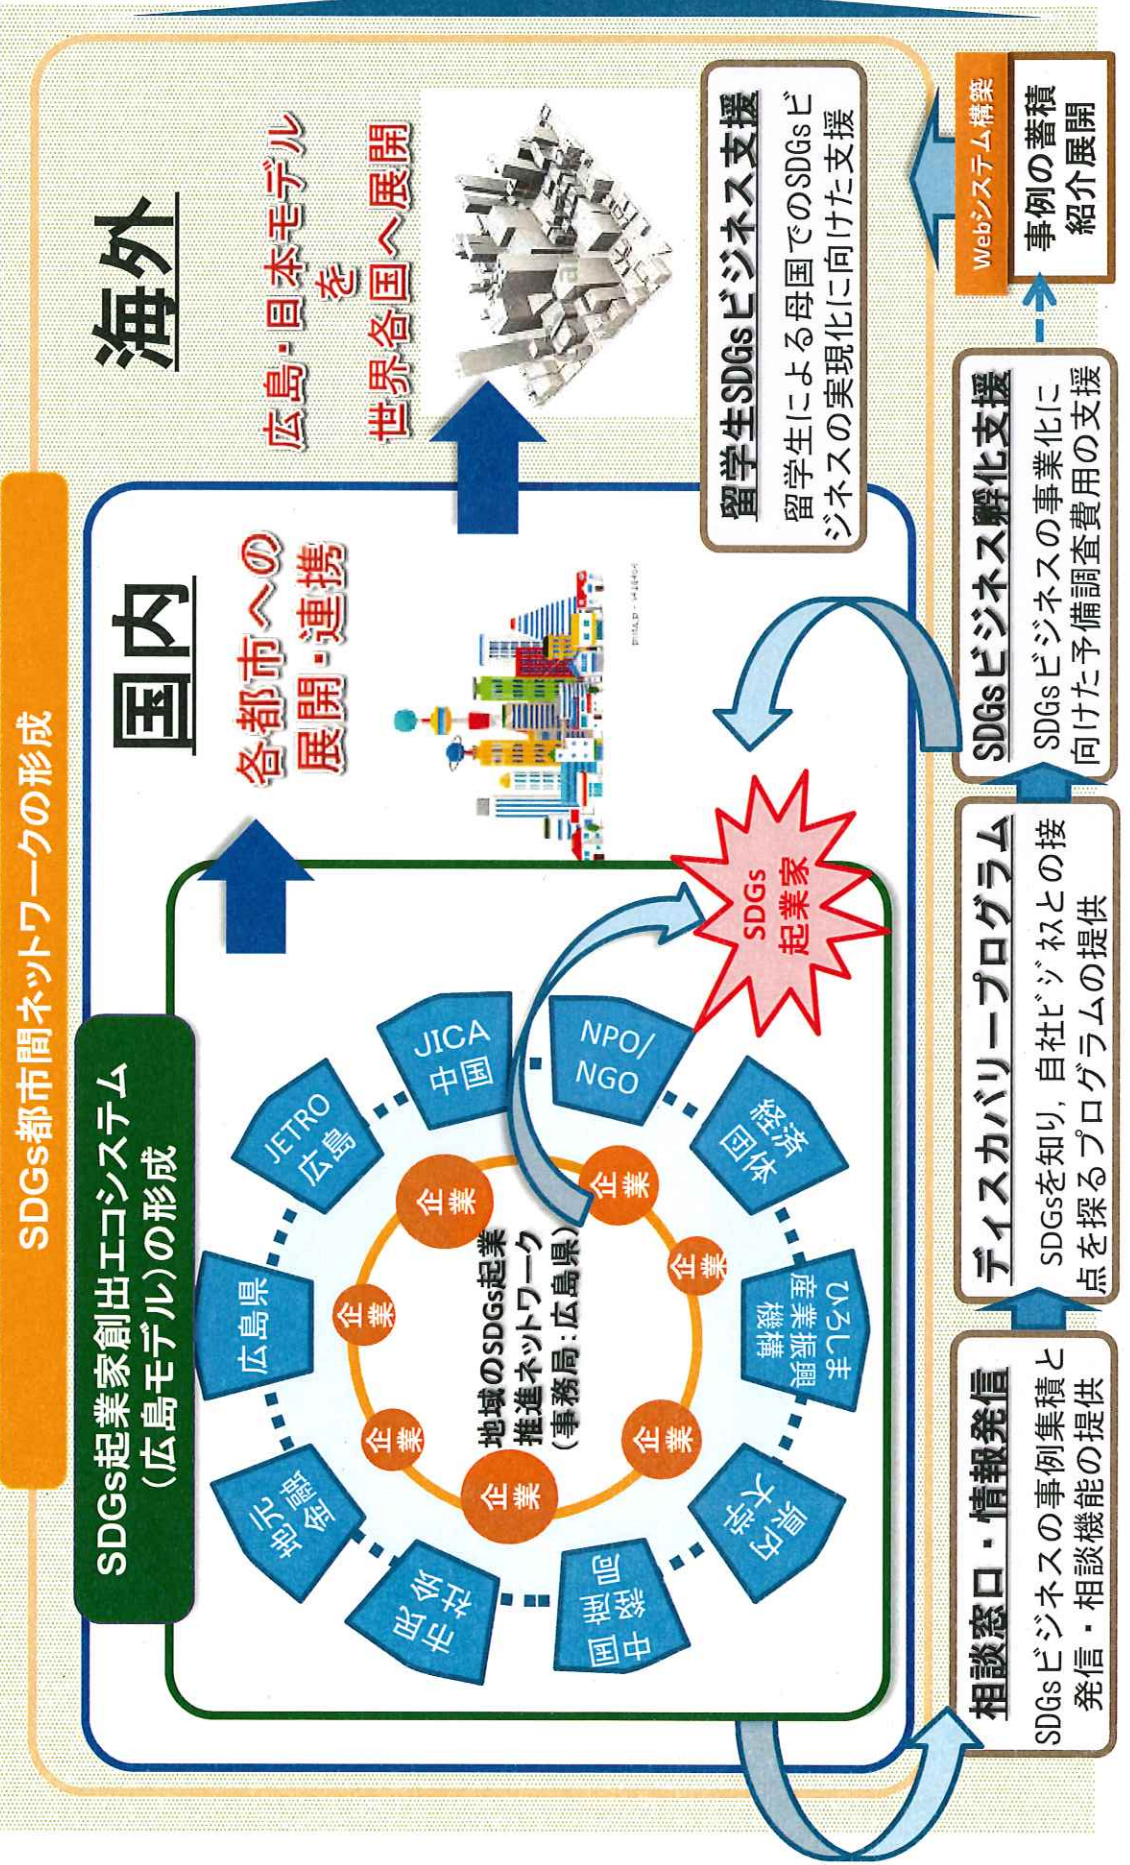 SDGs都市間ネットワークの形成
SDGs起業家創出エコシステム
(広島モデル)の形成
国内
海外
各都市への
展開・連携
広島・日本モデル
を
世界各国へ展開
広島県
JETRO
広島
JICA
中国
NPO/
NGO
経済
団体
ひろしま
産業振興
機構
県内
大学
中国
経産
局
市民
社会
地元
金融
企業
企業
企業
企業
企業
企業
企業
地域のSDGs起業
推進ネットワーク
(事務局:広島県)
SDGs
起業家
留学生SDGsビジネス支援
留学生による母国でのSDGsビ
ジネスの実現化に向けた支援
相談窓口・情報発信
SDGsビジネスの事例集積と
発信・相談機能の提供
ディスカバリープログラム
SDGsを知り，自社ﾋﾞｼﾞﾈｽとの接
点を探るプログラムの提供
SDGsビジネス孵化支援
SDGsビジネスの事業化に
向けた予備調査費用の支援
Webシステム構築
事例の蓄積
紹介展開